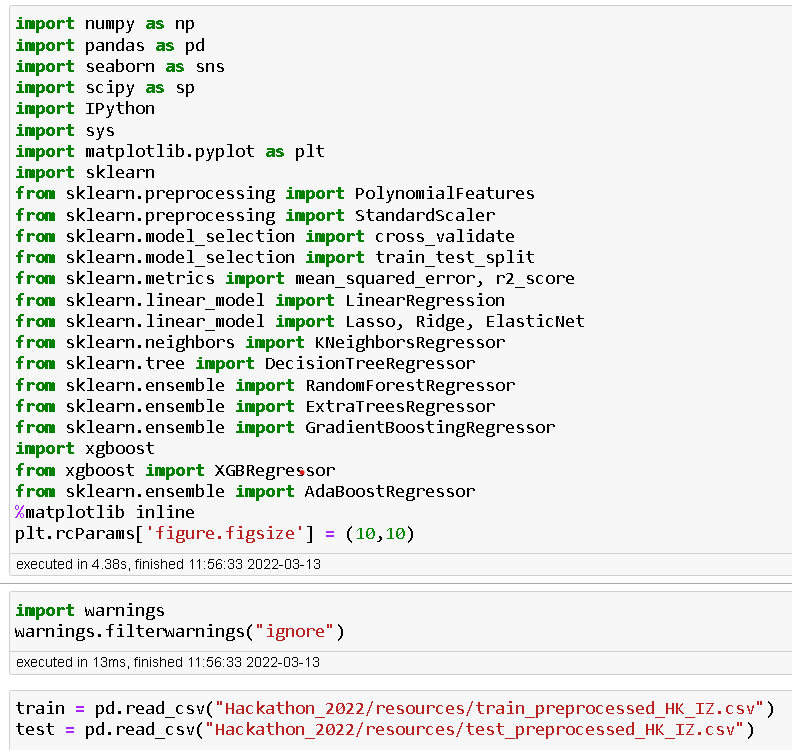 import numpy as np
import pandas as pd
import seaborn as sns
import scipy as sp
import IPython
import sys
import matplotlib.pyplot as plt
import sklearn
from sklearn.preprocessing import PolynomialFeatures
from sklearn.preprocessing import StandardScaler
from sklearn.model_selection import cross_validate
from sklearn.model_selection import train_test_split
from sklearn.metrics import mean_squared_error, r2_score
from sklearn.linear_model import LinearRegression
from sklearn.linear_model import Lasso, Ridge, ElasticNet
from sklearn.neighbors import KNeighborsRegressor
from sklearn.tree import DecisionTreeRegressor
from sklearn.ensemble import RandomForestRegressor
from sklearn.ensemble import ExtraTreesRegressor
from sklearn.ensemble import GradientBoostingRegressor
import xgboost
from xgboost import XGBRegressor
from sklearn.ensemble import AdaBoostRegressor
%matplotlib inline
plt.rcParams['figure.figsize'] = (10,10)
executed in 4.38s, finished 11:56:33 2022-03-13
import warnings
warnings.filterwarnings("ignore")
executed in 13ms, finished 11:56:33 2022-03-13
train = pd.read_csv("Hackathon_2022/resources/train_preprocessed_HK_IZ.csv")
test = pd.read_csv("Hackathon_2022/resources/test_preprocessed_HK_IZ.csv")